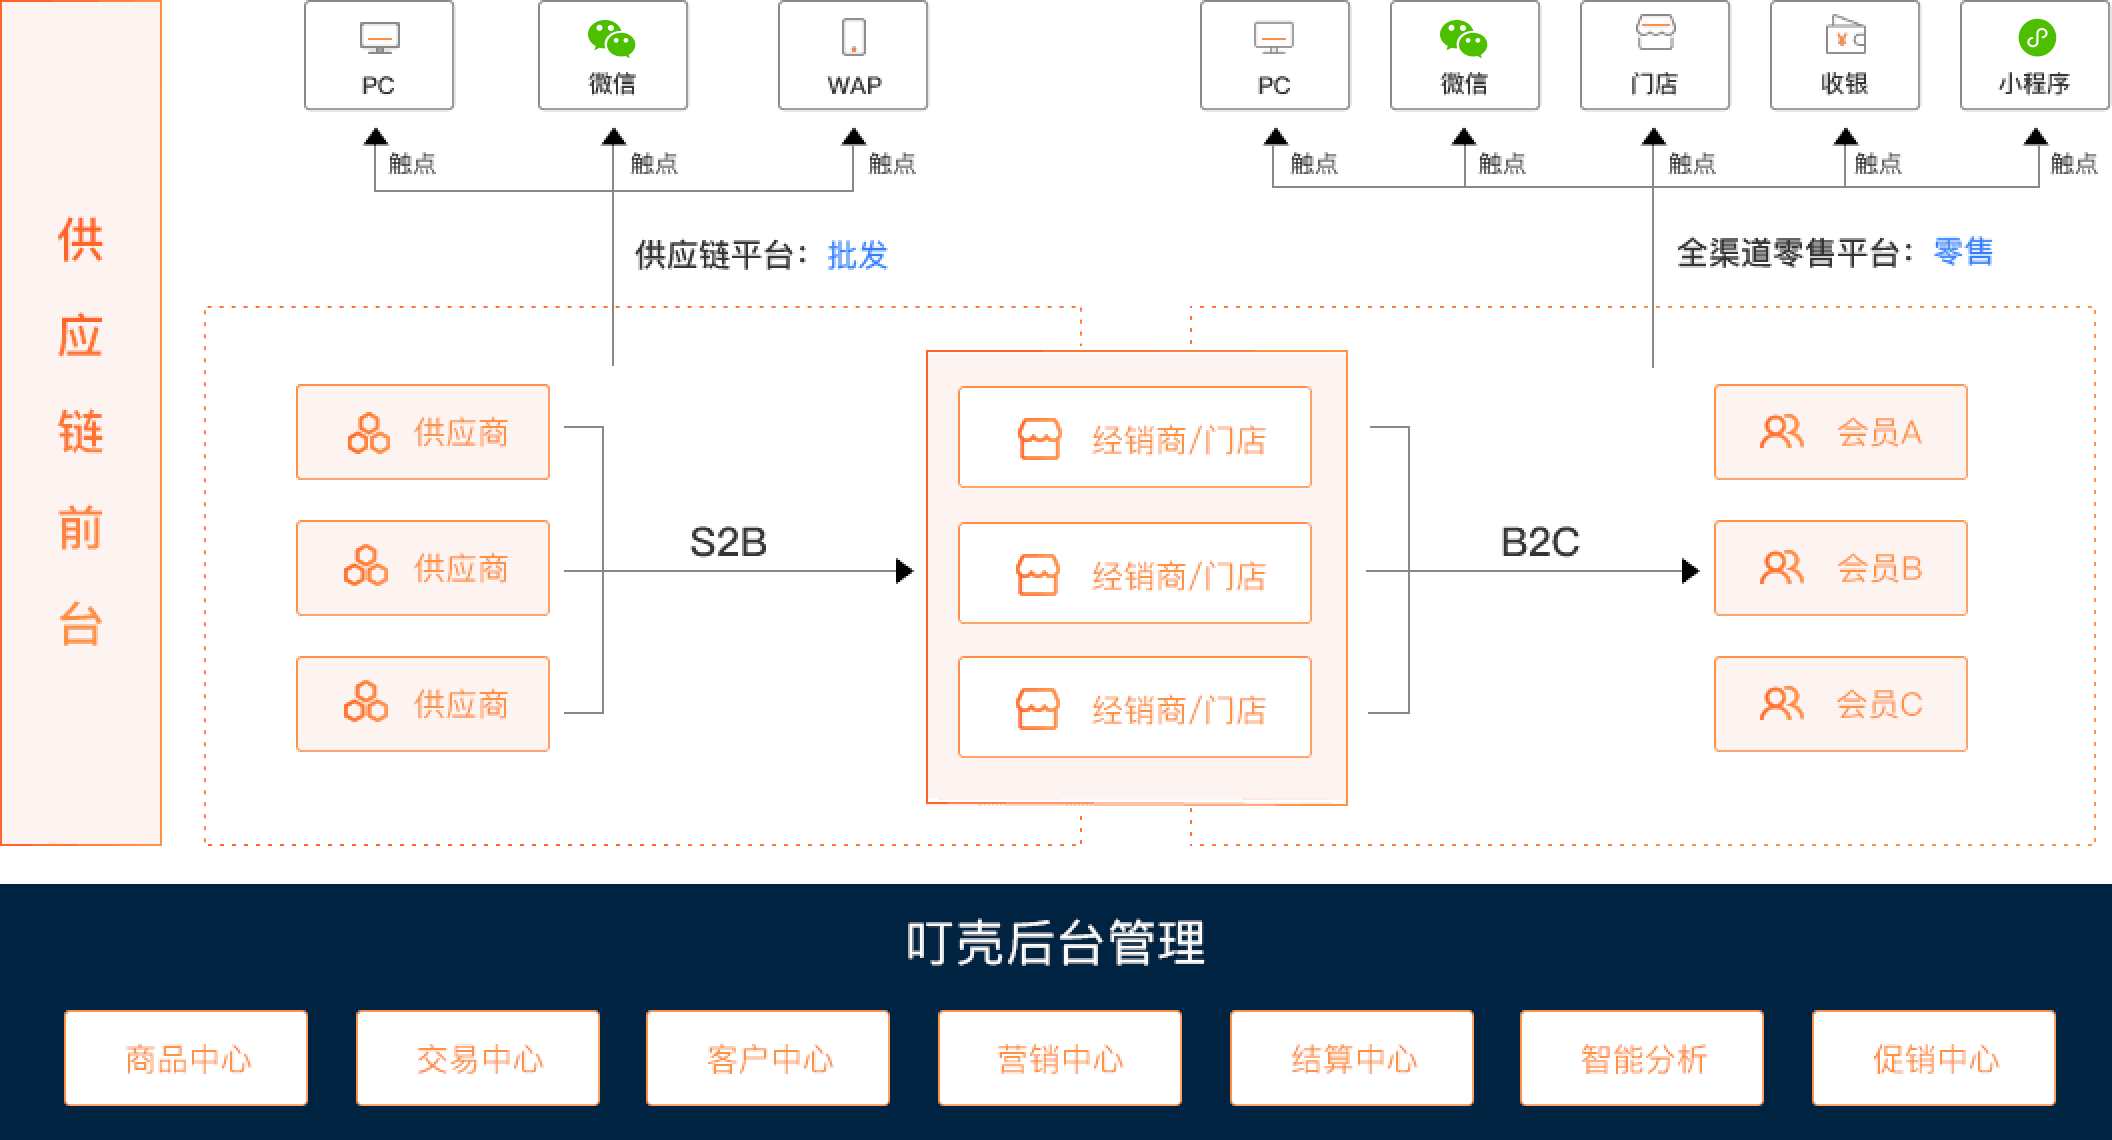 供应链前台
PC
微信
WAP
PC
微信
门店
收银
小程序
触点
触点
触点
触点
触点
触点
触点
触点
供应链平台：批发
全渠道零售平台：零售
供应商
供应商
供应商
S2B
经销商/门店
经销商/门店
经销商/门店
B2C
会员A
会员B
会员C
叮壳后台管理
商品中心
交易中心
客户中心
营销中心
结算中心
智能分析
促销中心